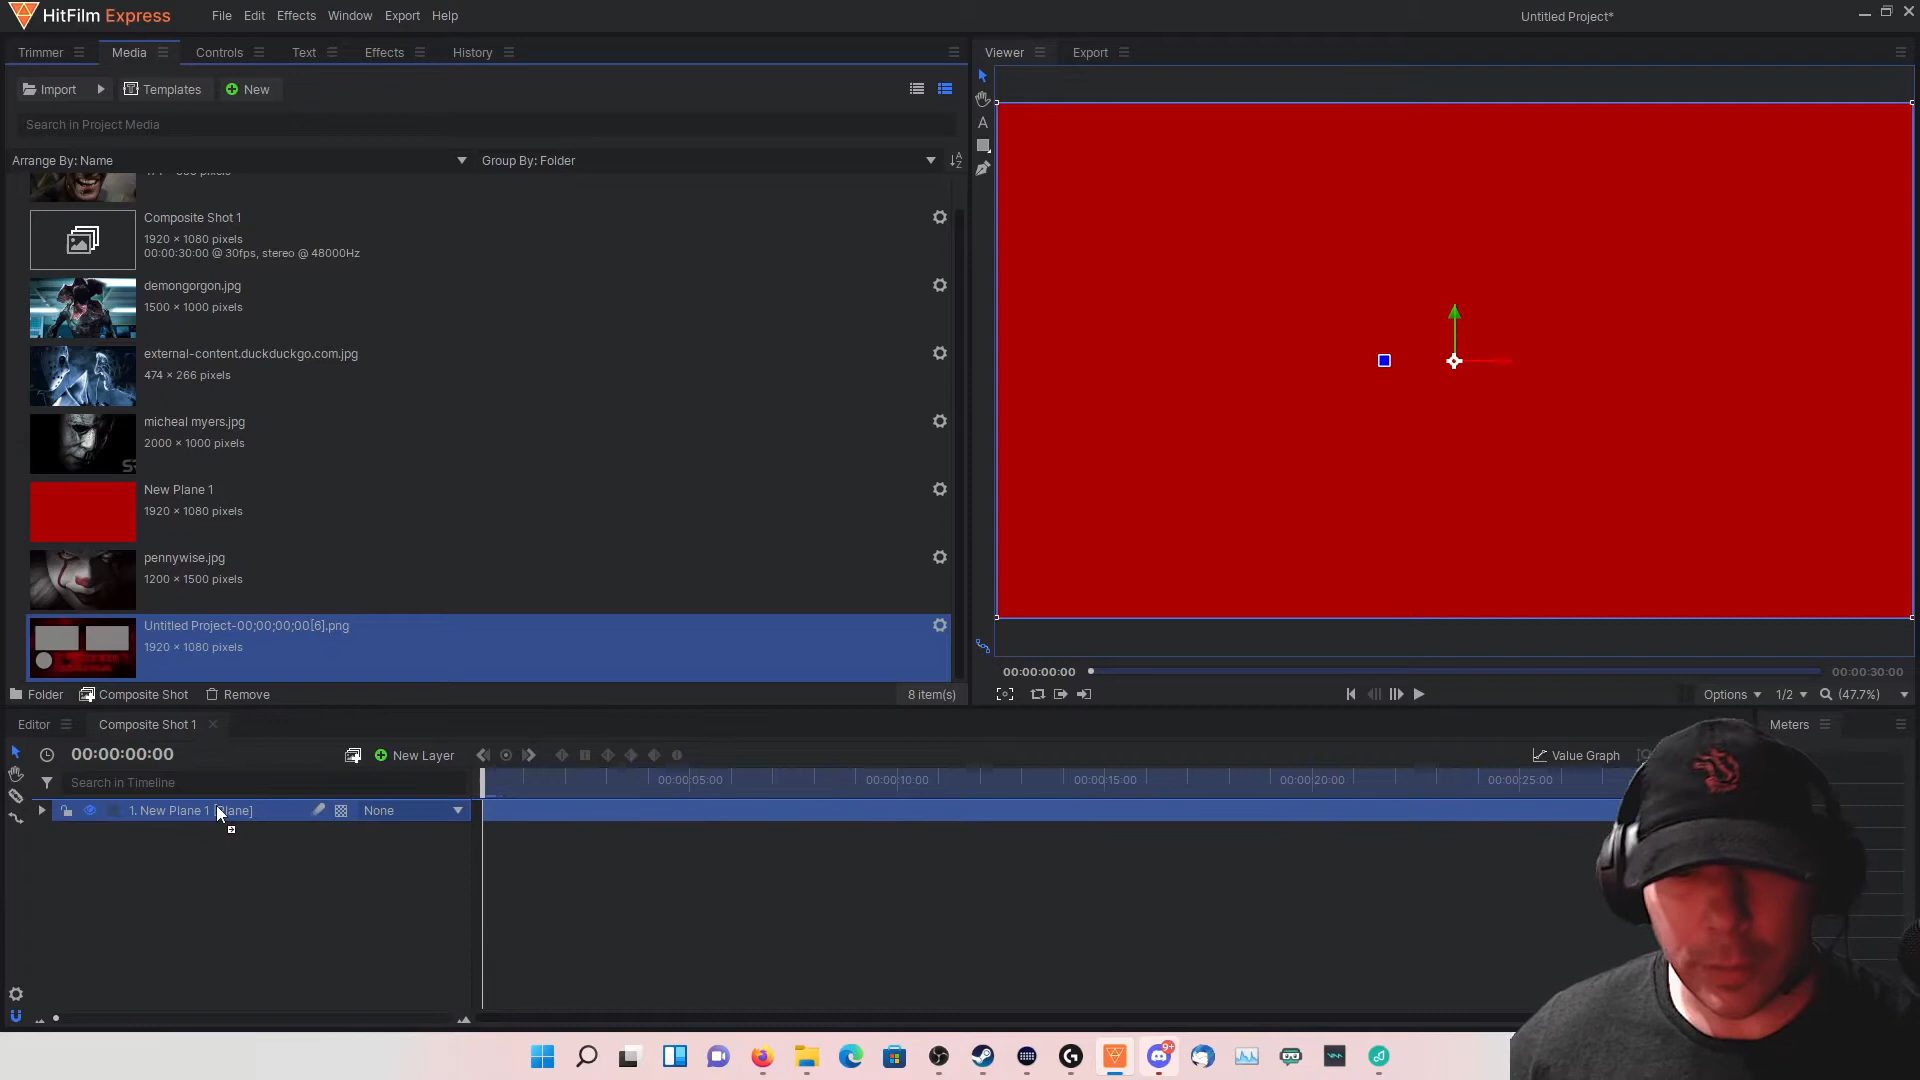 HitFilm Express
File Edit Effects Window Export Help
Untitled Project*
Trimmer Media Controls Text Effects History
Viewer Export
Import Templates New
Search in Project Media
Arrange By: Name Group By: Folder
Composite Shot 1
1920 × 1080 pixels
00:00:30:00 @ 30fps, stereo @ 48000Hz
demongorgon.jpg
1500 × 1000 pixels
external-content.duckduckgo.com.jpg
474 × 266 pixels
micheal myers.jpg
2000 × 1000 pixels
New Plane 1
1920 × 1080 pixels
pennywise.jpg
1200 × 1500 pixels
Untitled Project-00;00;00;00[6].png
1920 × 1080 pixels
00:00:00:00 00:00:30:00
Folder Composite Shot Remove 8 item(s)
Options 1/2 (47.7%)
Editor Composite Shot 1
Meters
00:00:00:00 New Layer Value Graph
Search in Timeline
00:00:05:00 00:00:10:00 00:00:15:00 00:00:20:00 00:00:25:00
1. New Plane 1 [Plane] None
9+